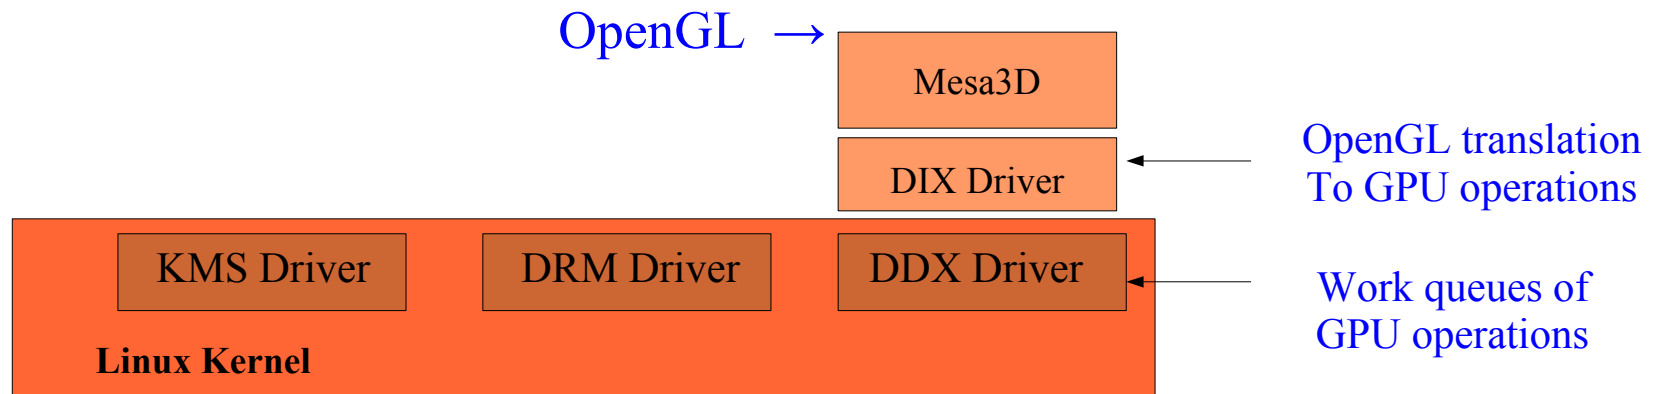 OpenGL →
Mesa3D
DIX Driver
OpenGL translation
To GPU operations
KMS Driver
DRM Driver
DDX Driver
Work queues of
GPU operations
Linux Kernel